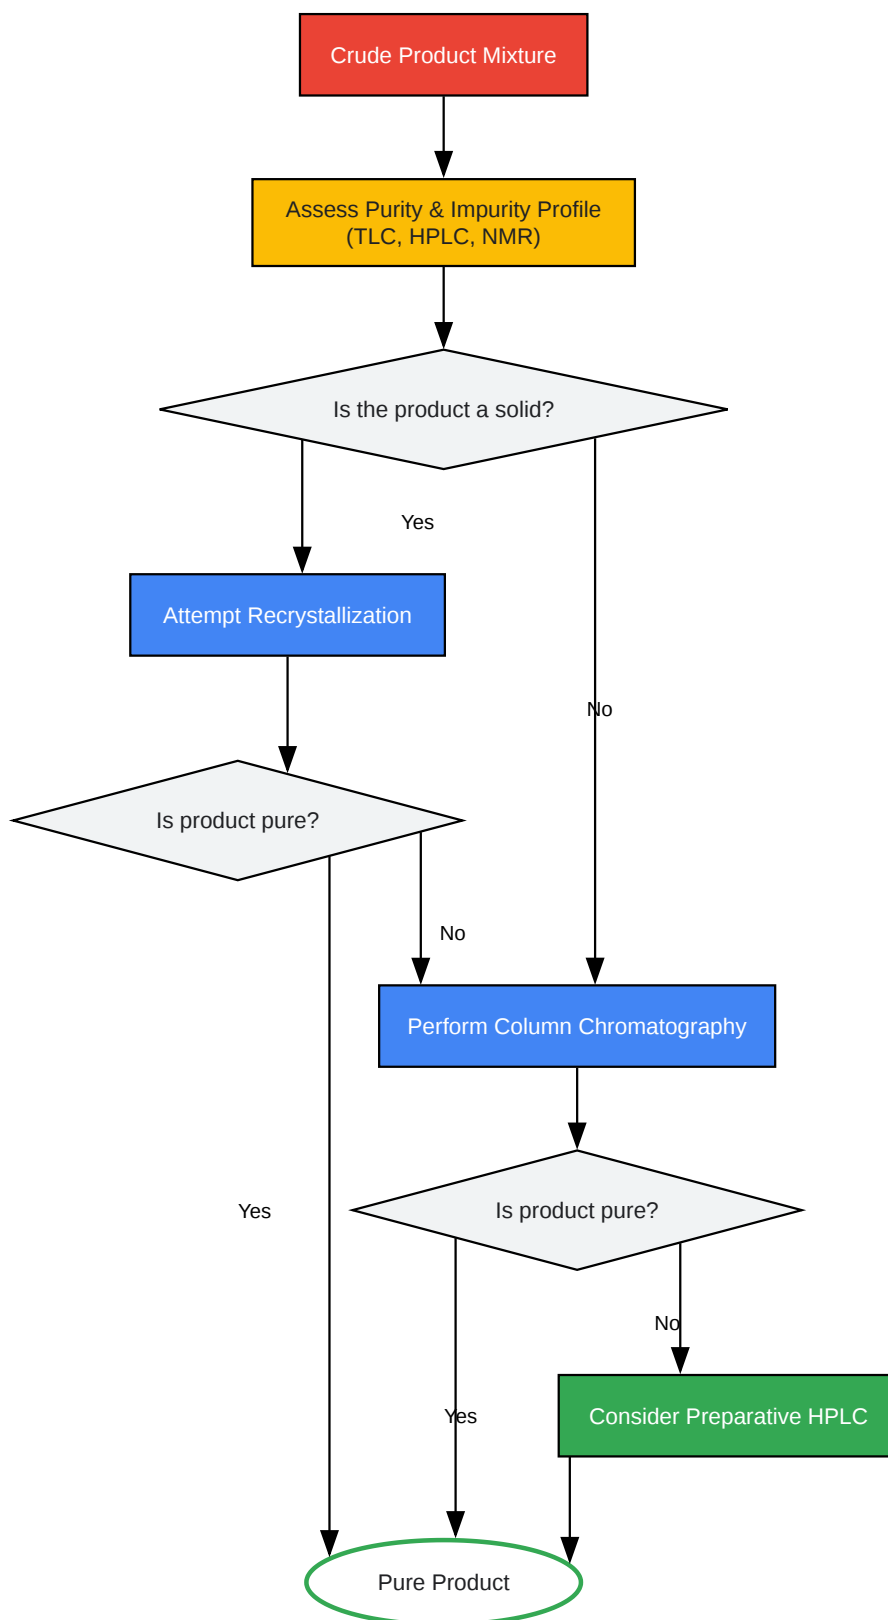 Crude Product Mixture
Assess Purity & Impurity Profile
(TLC, HPLC, NMR)
Is the product a solid?
Yes
Attempt Recrystallization
No
Is product pure?
No
Perform Column Chromatography
Yes
Is product pure?
No
Yes
Consider Preparative HPLC
Pure Product